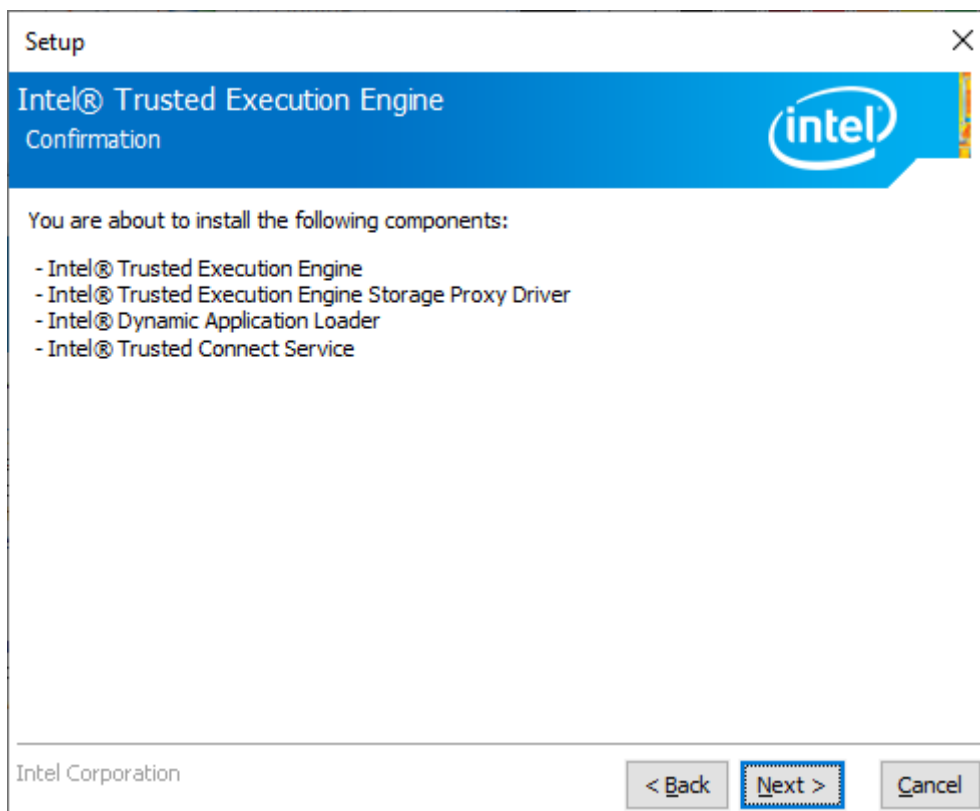 Setup
Intel® Trusted Execution Engine
Confirmation
intel
You are about to install the following components:
- Intel® Trusted Execution Engine
- Intel® Trusted Execution Engine Storage Proxy Driver
- Intel® Dynamic Application Loader
- Intel® Trusted Connect Service
Intel Corporation
< Back Next > Cancel